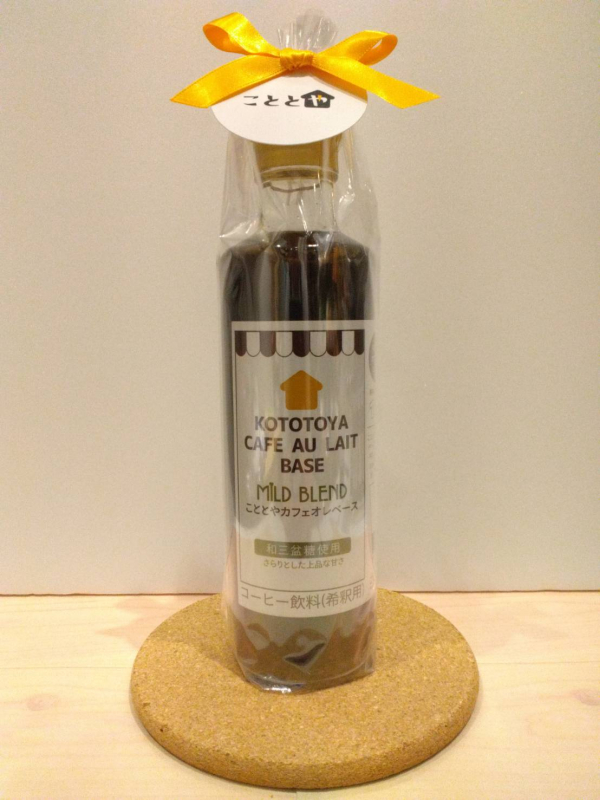 こととや
KOTOTOYA
CAFE AU LAIT
BASE
MILD BLEND
こととやカフェオレベース
和三盆糖使用
さらりとした上品な甘さ
コーヒー飲料(希釈用)